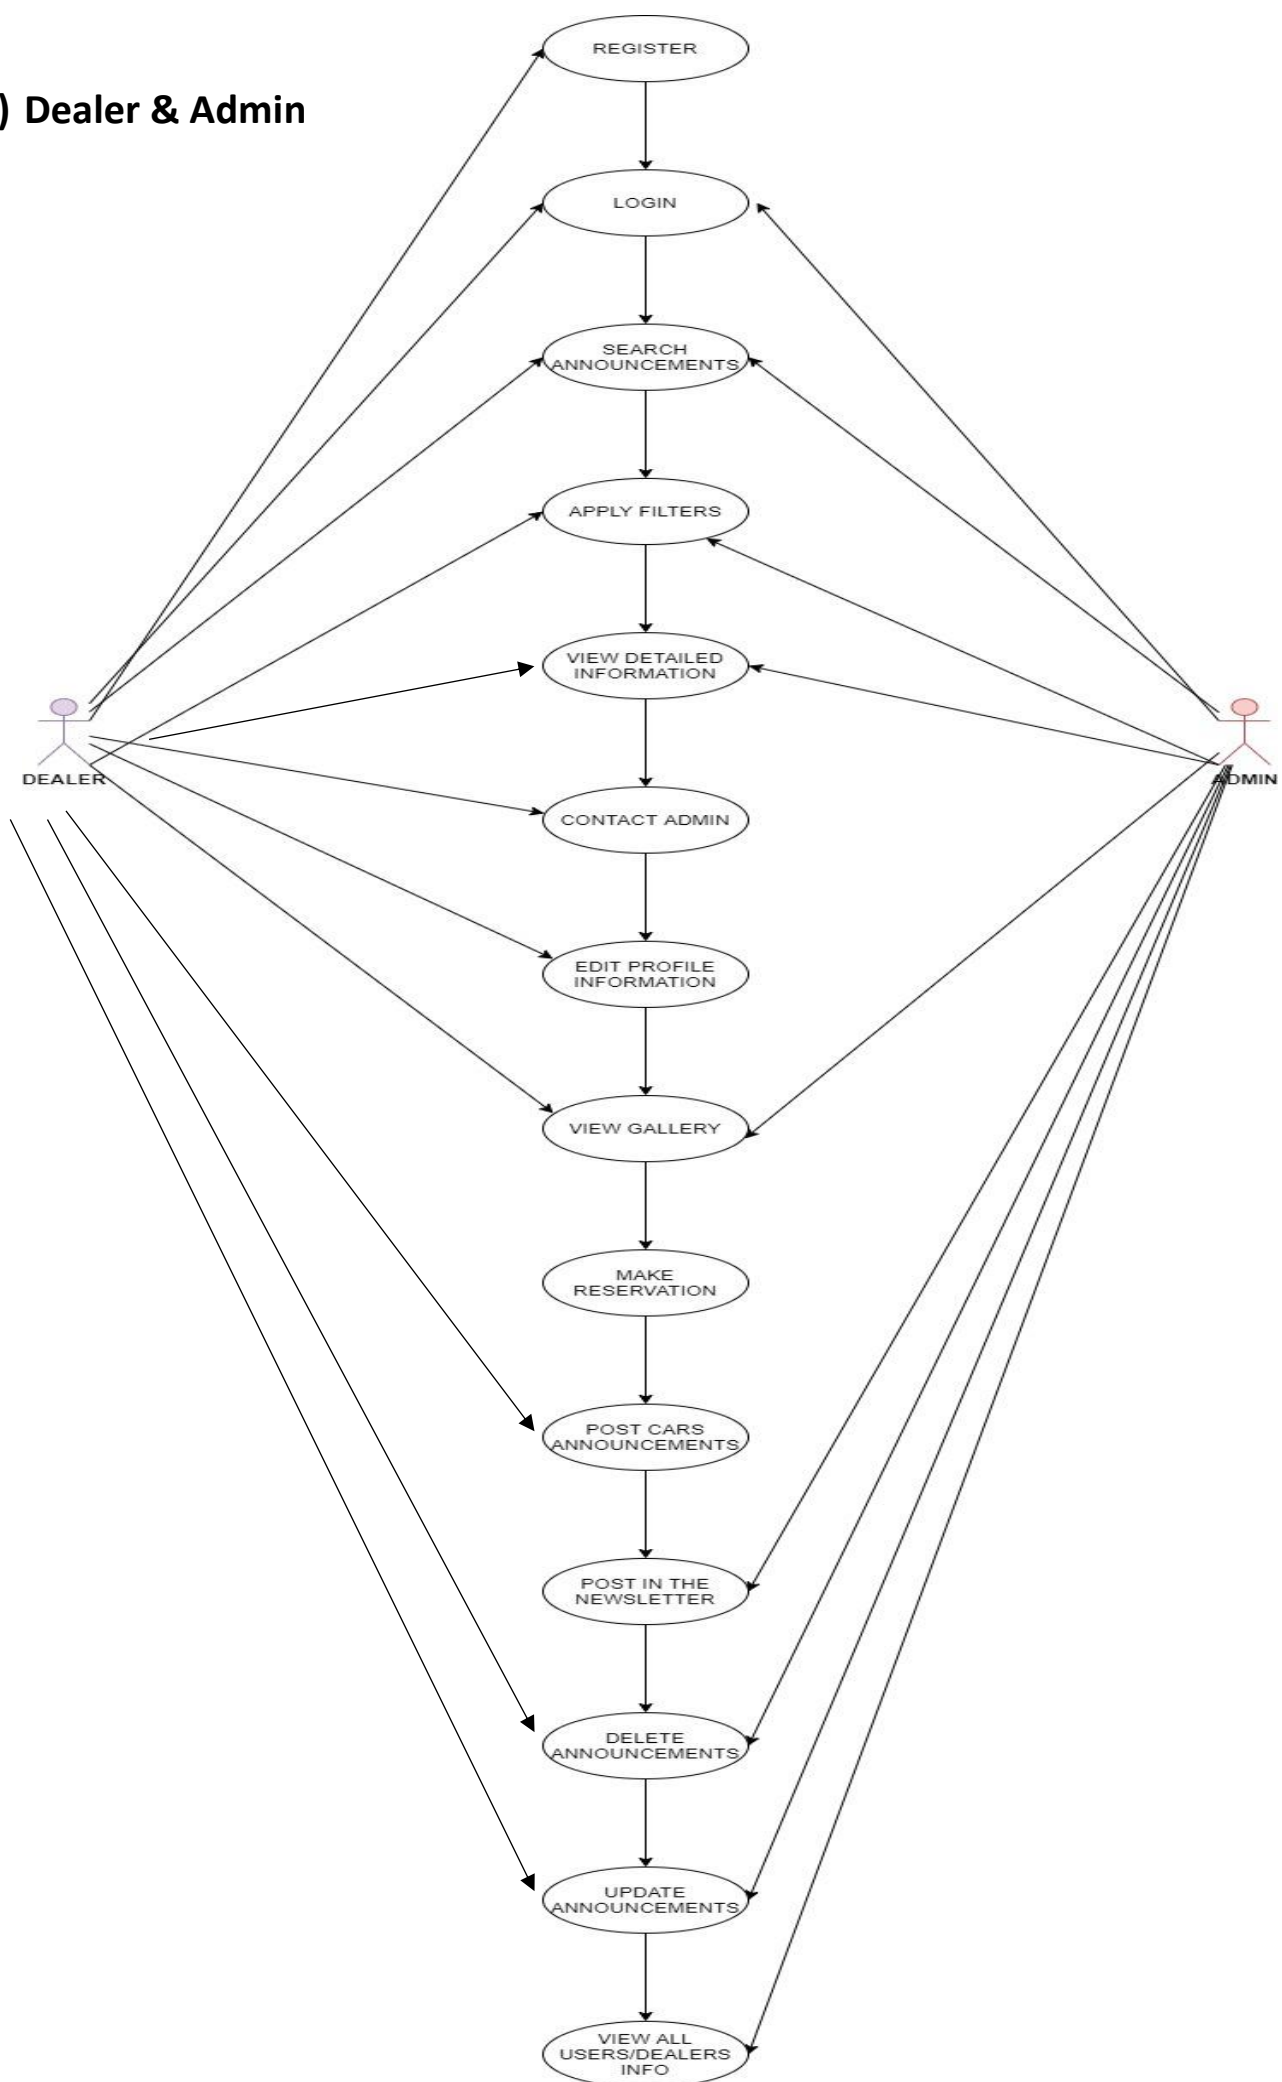 REGISTER
) Dealer & Admin
LOGIN
SEARCH
ANNOUNCEMENTS
APPLY FILTERS
VIEW DETAILED
INFORMATION
DEALER
ADMIN
CONTACT ADMIN
EDIT PROFILE
INFORMATION
VIEW GALLERY
MAKE
RESERVATION
POST CARS
ANNOUNCEMENTS
POST IN THE
NEWSLETTER
DELETE
ANNOUNCEMENTS
UPDATE
ANNOUNCEMENTS
VIEW ALL
USERS/DEALERS
INFO